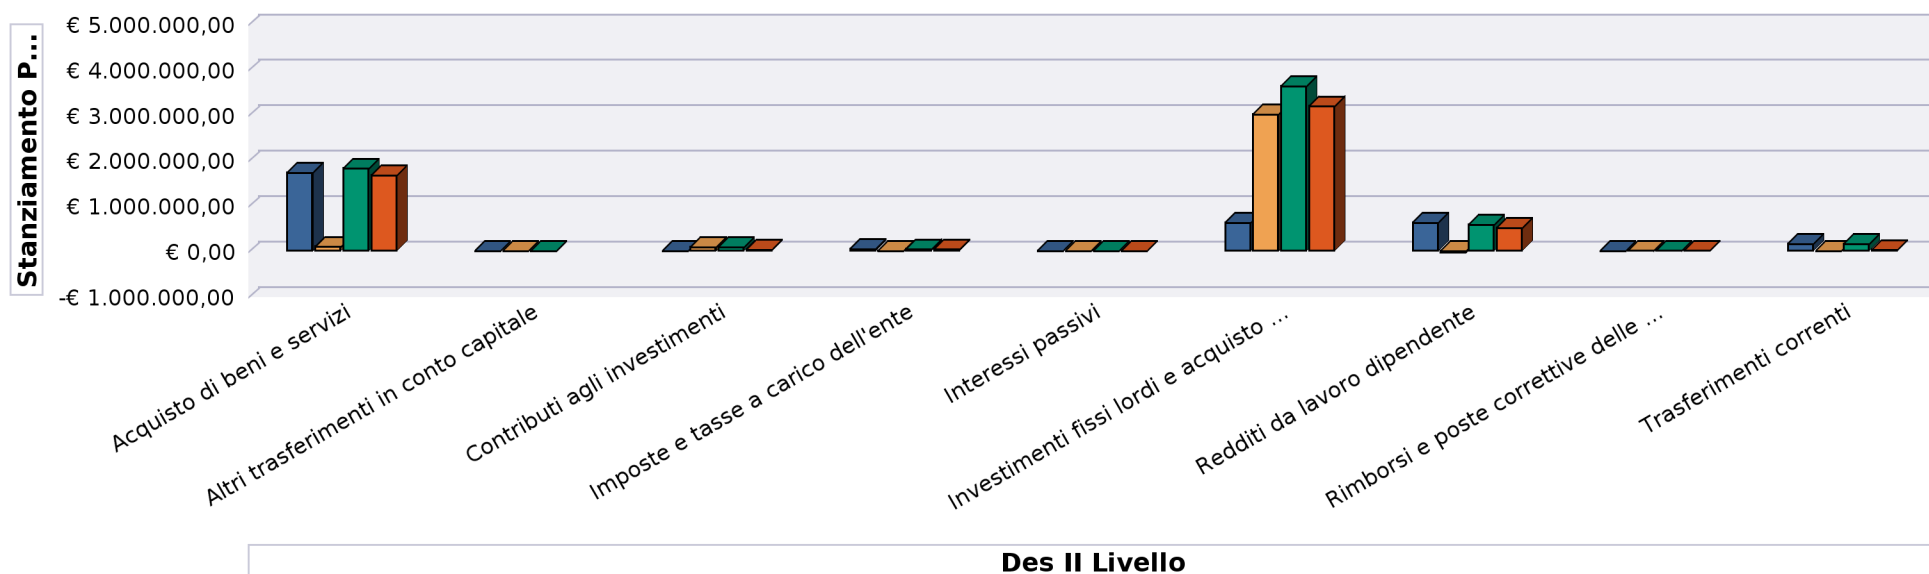 Stanziamento P...
€ 5.000.000,00
€ 4.000.000,00
€ 3.000.000,00
€ 2.000.000,00
€ 1.000.000,00
€ 0,00
-€ 1.000.000,00
Acquisto di beni e servizi
Altri trasferimenti in conto capitale
Contributi agli investimenti
Imposte e tasse a carico dell'ente
Interessi passivi
Investimenti fissi lordi e acquisto ...
Redditi da lavoro dipendente
Rimborsi e poste correttive delle ...
Trasferimenti correnti
Des II Livello